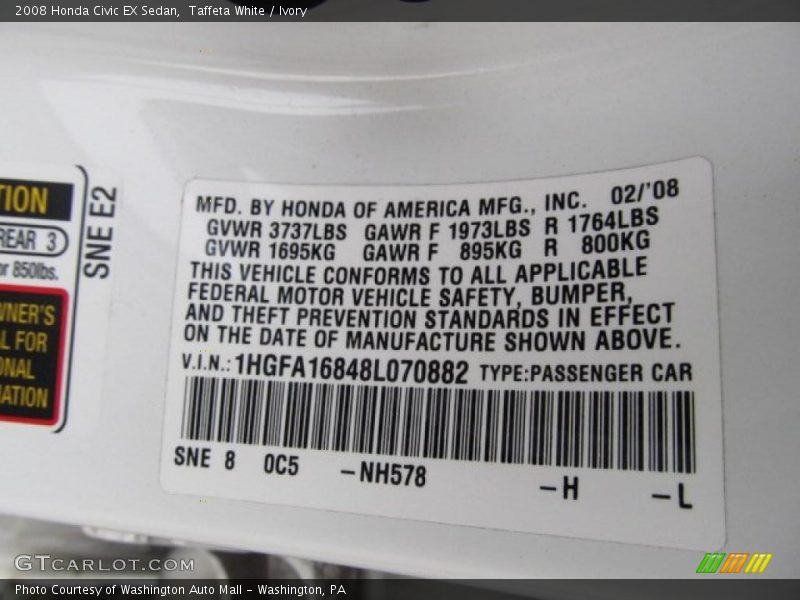 2008 Honda Civic EX Sedan, Taffeta White / Ivory
TION
REAR 3
or 850lbs.
WNER'S
L FOR
ONAL
MATION
SNE E2
MFD. BY HONDA OF AMERICA MFG., INC. 02/'08
GVWR 3737LBS GAWR F 1973LBS R 1764LBS
GVWR 1695KG GAWR F 895KG R 800KG
THIS VEHICLE CONFORMS TO ALL APPLICABLE
FEDERAL MOTOR VEHICLE SAFETY, BUMPER,
AND THEFT PREVENTION STANDARDS IN EFFECT
ON THE DATE OF MANUFACTURE SHOWN ABOVE.
V.I.N.: 1HGFA16848L070882 TYPE:PASSENGER CAR
SNE 8 0C5 –NH578 –H –L
GTCARLOT.COM
Photo Courtesy of Washington Auto Mall – Washington, PA